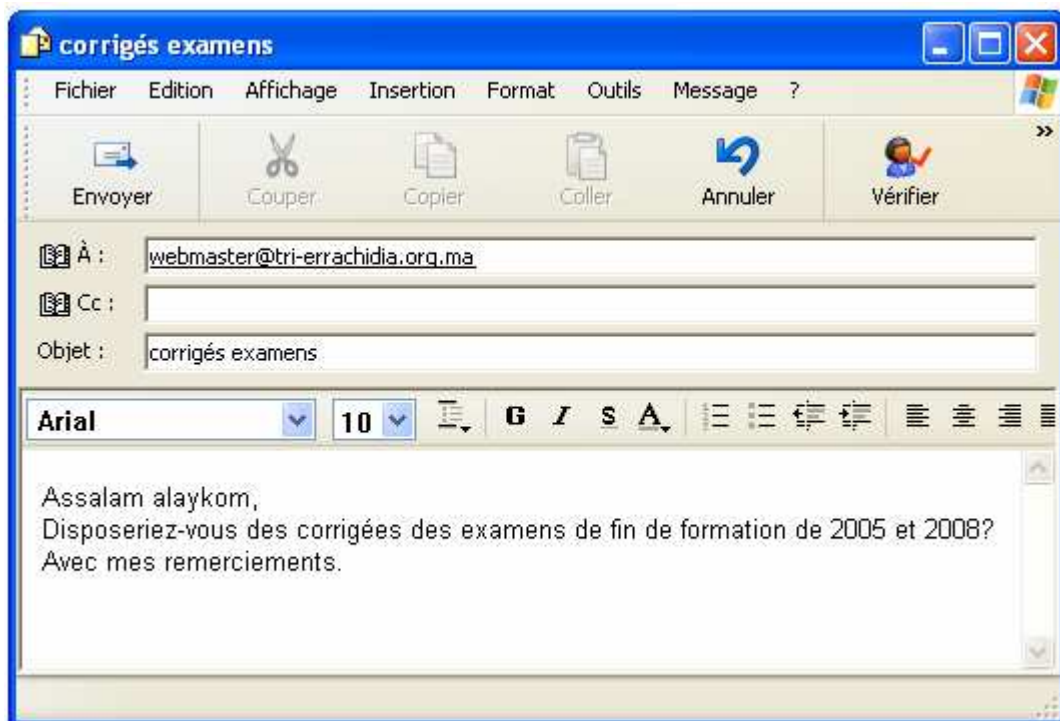 corrigés examens
Fichier Edition Affichage Insertion Format Outils Message ?
»
Envoyer Couper Copier Coller Annuler Vérifier
À : webmaster@tri-errachidia.org.ma
Cc :
Objet : corrigés examens
Arial 10 G I S A
Assalam alaykom,
Disposeriez-vous des corrigées des examens de fin de formation de 2005 et 2008?
Avec mes remerciements.